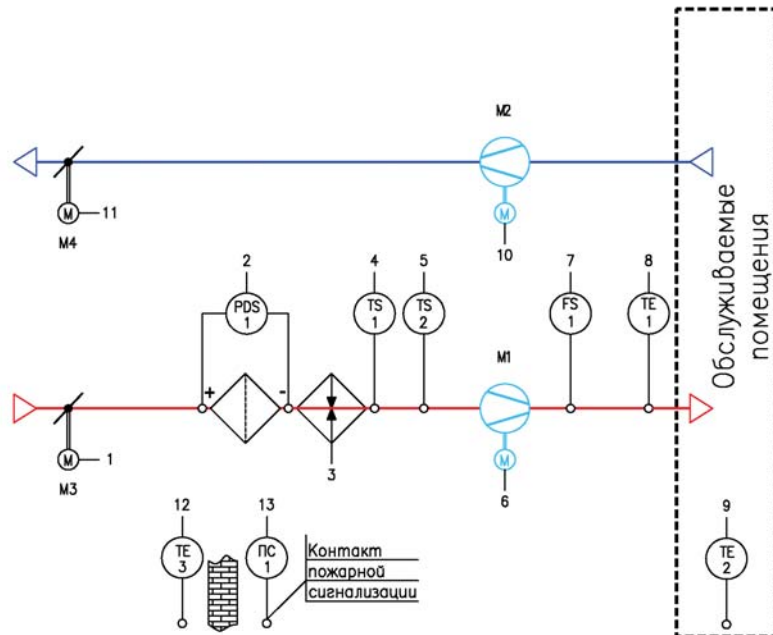 M2
M
11
M
M4
10
2
4
5
7
8
PDS
1
TS
1
TS
2
FS
1
TE
1
Обслуживаемые
помещения
M1
+
-
M
1
M
M3
3
6
12
13
9
TE
3
ПС
1
Контакт
пожарной
сигнализации
TE
2